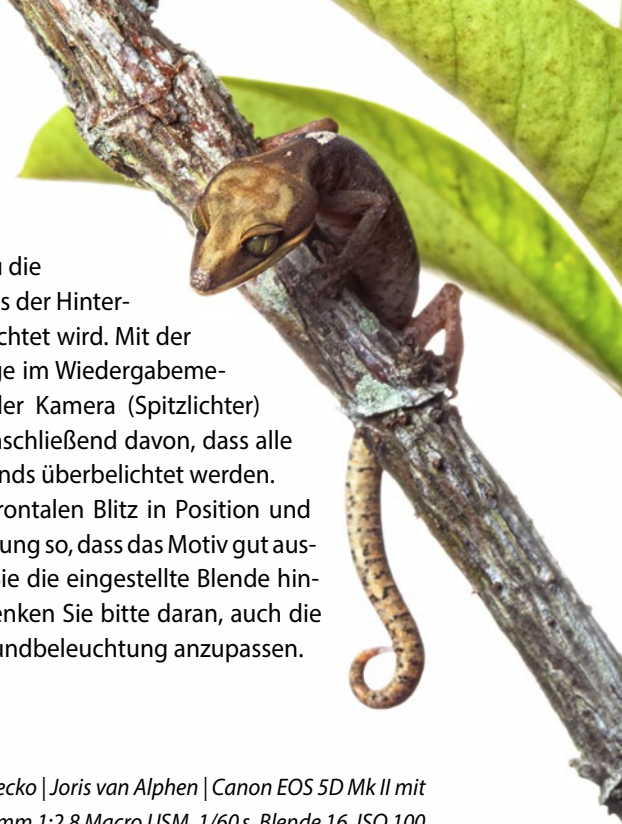 die
s der Hinter-
chtet wird. Mit der
ge im Wiedergabeme-
der Kamera (Spitzlichter)
nschließend davon, dass alle
nds überbelichtet werden.
rontalen Blitz in Position und
ung so, dass das Motiv gut aus-
Sie die eingestellte Blende hin-
enken Sie bitte daran, auch die
undbeleuchtung anzupassen.
ecko | Joris van Alphen | Canon EOS 5D Mk II mit
mm 1:2,8 Macro USM, 1/60 s, Blende 16, ISO 100